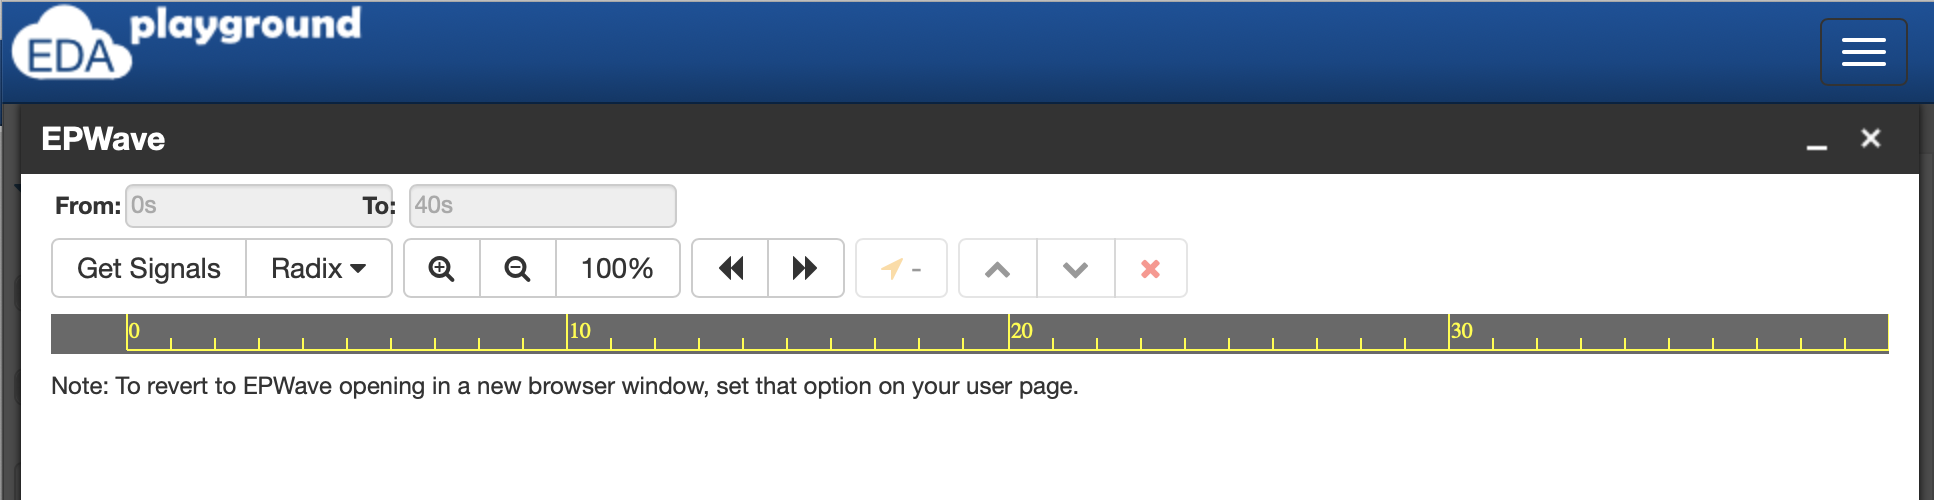 EDA playground
EPWave
From: 0s To: 40s
Get Signals Radix 100% -
0 10 20 30
Note: To revert to EPWave opening in a new browser window, set that option on your user page.